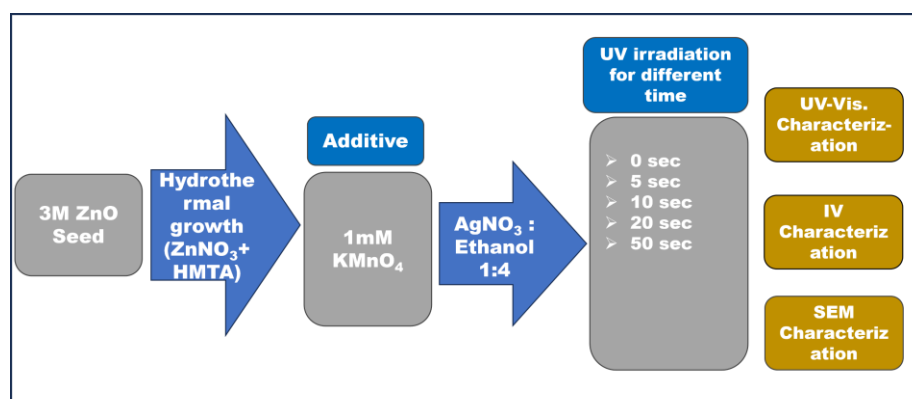 3M ZnO
Seed
Hydrothe
rmal growth
(ZnNO₃+
HMTA)
Additive
1mM
KMnO₄
AgNO₃ :
Ethanol
1:4
UV irradiation
for different
time
➢ 0 sec
➢ 5 sec
➢ 10 sec
➢ 20 sec
➢ 50 sec
UV-Vis.
Characteriz-
ation
IV
Characteriz
ation
SEM
Characteriz
ation